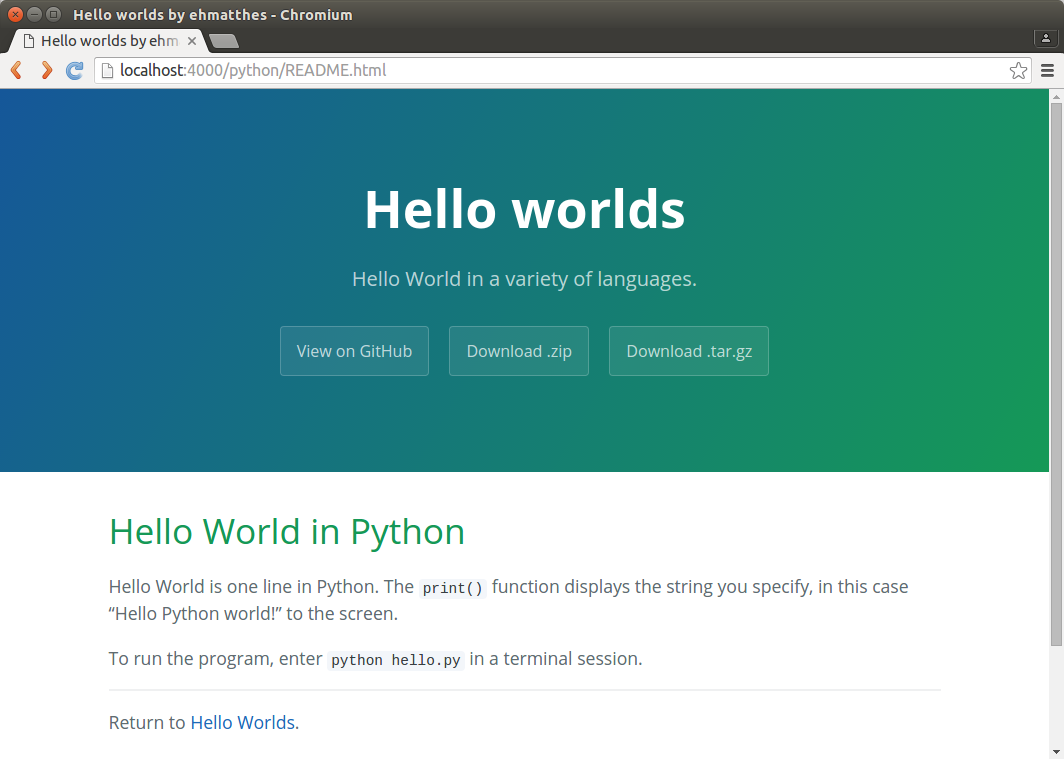 Hello worlds by ehmatthes - Chromium
Hello worlds by ehm
localhost:4000/python/README.html
Hello worlds
Hello World in a variety of languages.
View on GitHub Download .zip Download .tar.gz
Hello World in Python
Hello World is one line in Python. The print() function displays the string you specify, in this case
“Hello Python world!” to the screen.
To run the program, enter python hello.py in a terminal session.
Return to Hello Worlds.